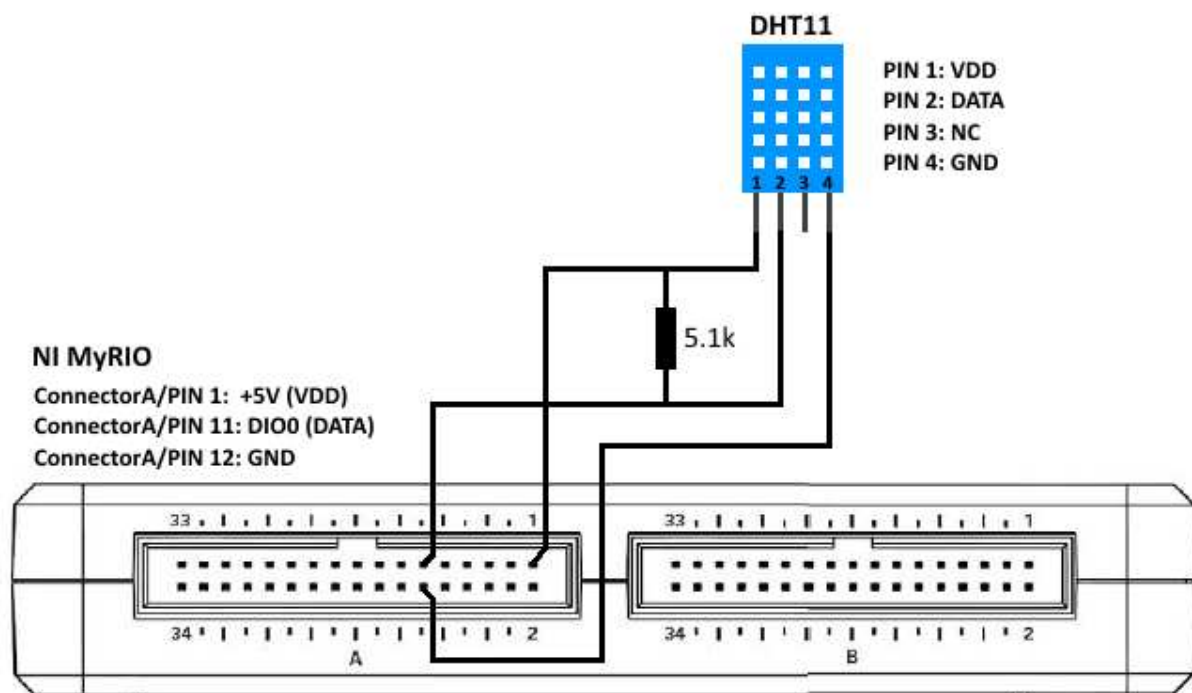 DHT11
PIN 1: VDD
PIN 2: DATA
PIN 3: NC
PIN 4: GND
1 2 3 4
5.1k
NI MyRIO
ConnectorA/PIN 1: +5V (VDD)
ConnectorA/PIN 11: DIO0 (DATA)
ConnectorA/PIN 12: GND
33 1
33 1
34 2
34 2
A
B